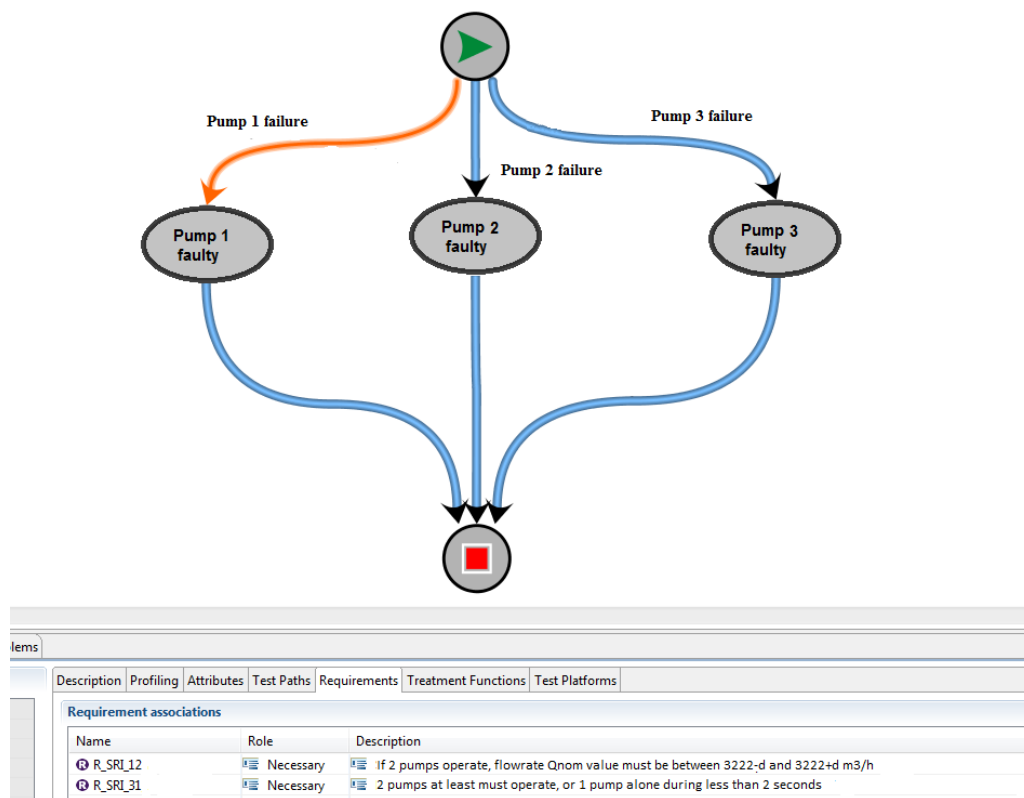 Pump 1 failure
Pump 3 failure
Pump 2 failure
Pump 1
faulty
Pump 2
faulty
Pump 3
faulty
lems
Description Profiling Attributes Test Paths Requirements Treatment Functions Test Platforms
Requirement associations
Name Role Description
R R_SRI_12 Necessary If 2 pumps operate, flowrate Qnom value must be between 3222-d and 3222+d m3/h
R R_SRI_31 Necessary 2 pumps at least must operate, or 1 pump alone during less than 2 seconds